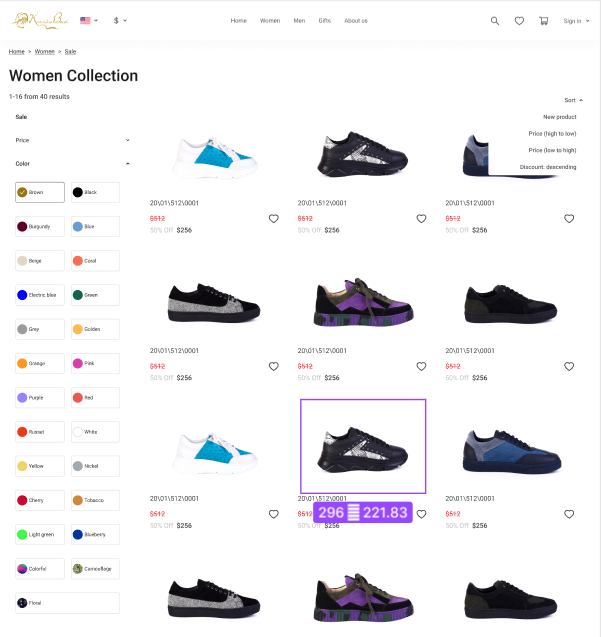 $
Home
Women
Men
Gifts
About us
Sign in
Home > Women > Sale
Women Collection
1-16 from 40 results
Sort
New product
Price (high to low)
Price (low to high)
Discount: descending
Sale
Price
Color
Brown
Black
Burgundy
Blue
Beige
Coral
Electric blue
Green
Grey
Golden
Orange
Pink
Purple
Red
Russet
White
Yellow
Nickel
Cherry
Tobacco
Light green
Blueberry
Colorful
Camouflage
Floral
20\01\512\0001
$512
50% Off $256
20\01\512\0001
$512
50% Off $256
20\01\512\0001
$512
50% Off $256
20\01\512\0001
$512
50% Off $256
20\01\512\0001
$512
50% Off $256
20\01\512\0001
$512
50% Off $256
20\01\512\0001
$512
50% Off $256
20\01\512\0001
$512
50% Off $256
296 221.83
20\01\512\0001
$512
50% Off $256